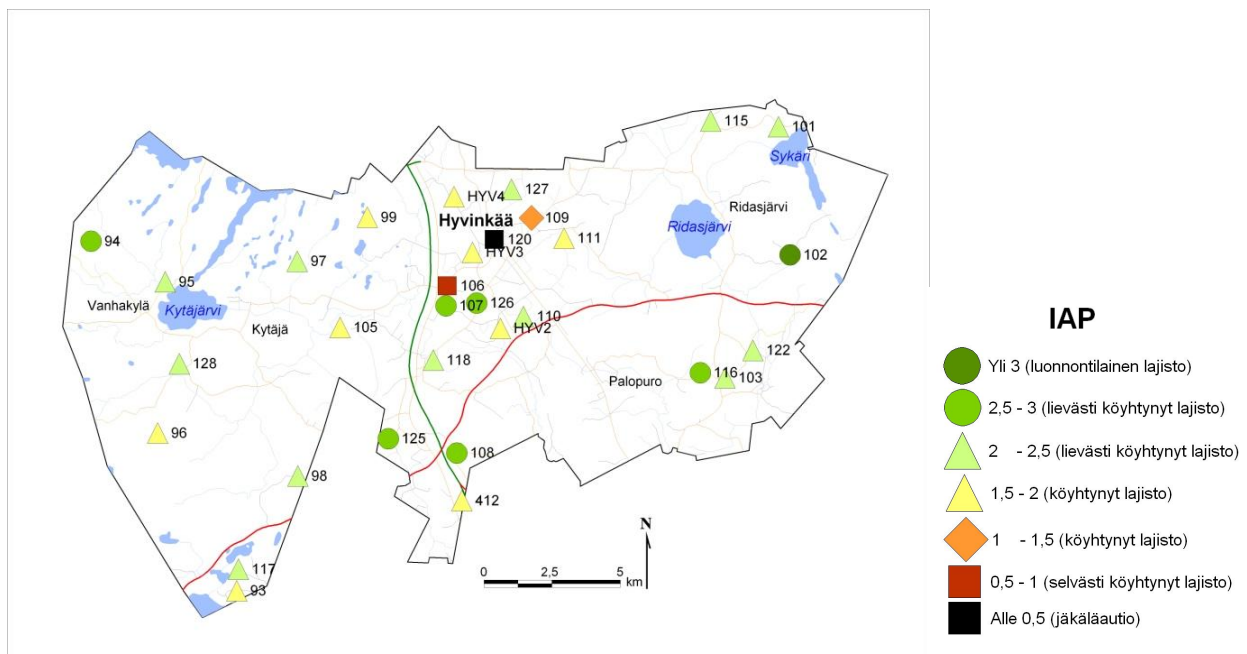 115
101
Sykäri
127
HYV4
Ridasjärvi
99
Hyvinkää
109
Ridasjärvi
94
120
111
HYV3
102
97
95
106
Vanhakylä
Kytäjärvi
107
126
110
Kytäjä
105
HYV2
122
128
118
116
103
Palopuro
96
125
108
98
412
N
117
0
2,5
5
km
93
IAP
Yli 3 (luonnontilainen lajisto)
2,5 - 3 (lievästi köyhtynyt lajisto)
2 - 2,5 (lievästi köyhtynyt lajisto)
1,5 - 2 (köyhtynyt lajisto)
1 - 1,5 (köyhtynyt lajisto)
0,5 - 1 (selvästi köyhtynyt lajisto)
Alle 0,5 (jäkäläautio)